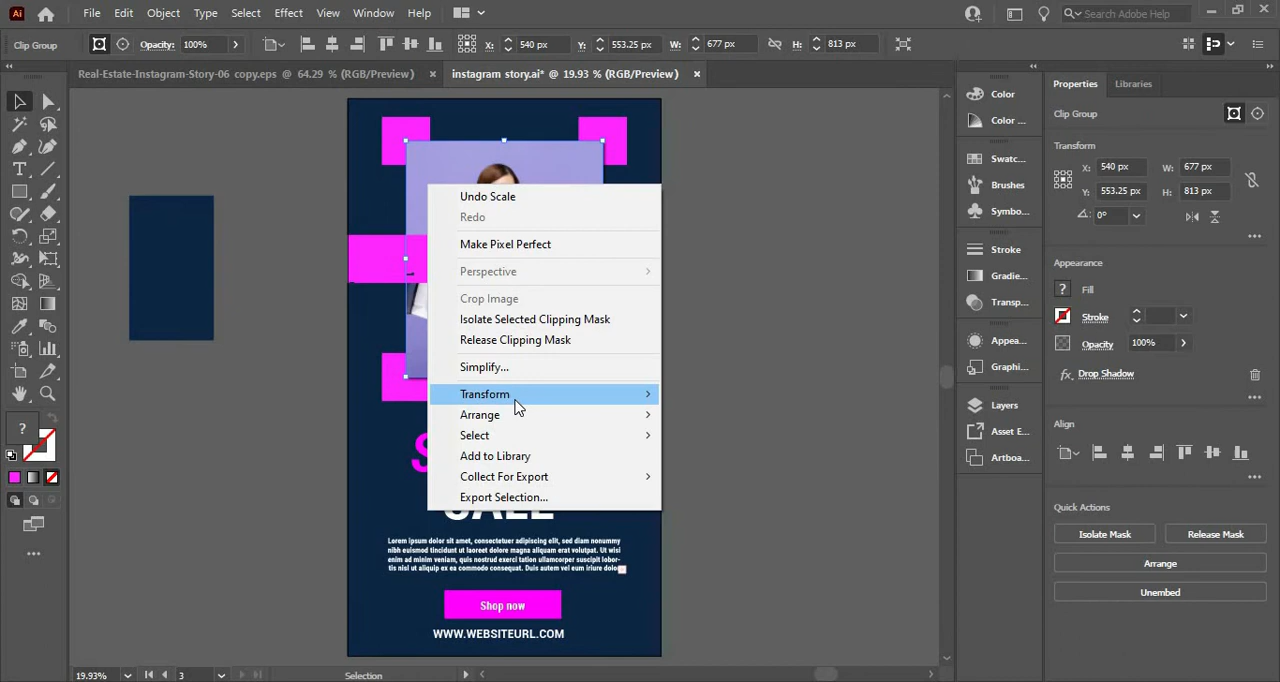 Ai File Edit Object Type Select Effect View Window Help Search Adobe Help
Clip Group Opacity: 100% X: 540 px Y: 553.25 px W: 677 px H: 813 px
Real-Estate-Instagram-Story-06 copy.eps @ 64.29 % (RGB/Preview) × instagram story.ai* @ 19.93 % (RGB/Preview) ×
Undo Scale
Redo
Make Pixel Perfect
Perspective
Crop Image
Isolate Selected Clipping Mask
Release Clipping Mask
Simplify...
Transform
Arrange
Select
Add to Library
Collect For Export
Export Selection...
S
SALE
Lorem ipsum dolor sit amet, consectetuer adipiscing elit, sed diam nonummy
nibh euismod tincidunt ut laoreet dolore magna aliquam erat volutpat. Ut wisi
enim ad minim veniam, quis nostrud exerci tation ullamcorper suscipit lobor-
tis nisl ut aliquip ex ea commodo consequat. Duis autem vel eum iriure dolo
Shop now
WWW.WEBSITEURL.COM
Color
Color ...
Swatc...
Brushes
Symbo...
Stroke
Gradie...
Transp...
Appea...
Graphi...
Layers
Asset E...
Artboa...
Properties Libraries
Clip Group
Transform
X: 540 px W: 677 px
Y: 553.25 px H: 813 px
0°
Appearance
? Fill
Stroke
Opacity 100%
fx Drop Shadow
Align
Quick Actions
Isolate Mask Release Mask
Arrange
Unembed
?
19.93% 3 Selection